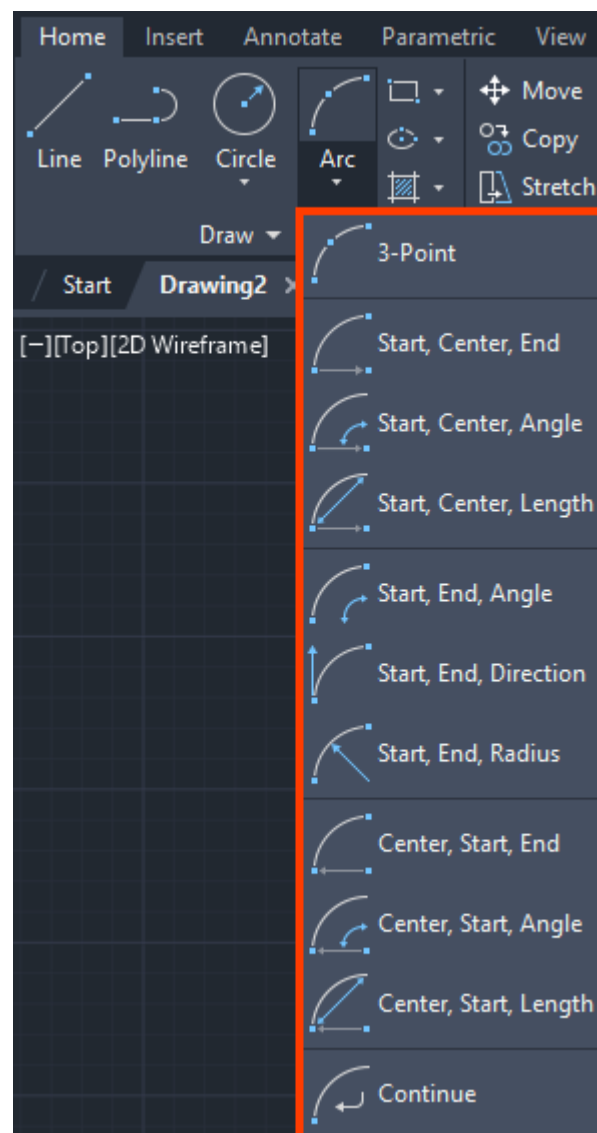 Home Insert Annotate Parametric View
Line Polyline Circle Arc
Move
Copy
Stretch
Draw
Start Drawing2
[−][Top][2D Wireframe]
3-Point
Start, Center, End
Start, Center, Angle
Start, Center, Length
Start, End, Angle
Start, End, Direction
Start, End, Radius
Center, Start, End
Center, Start, Angle
Center, Start, Length
Continue